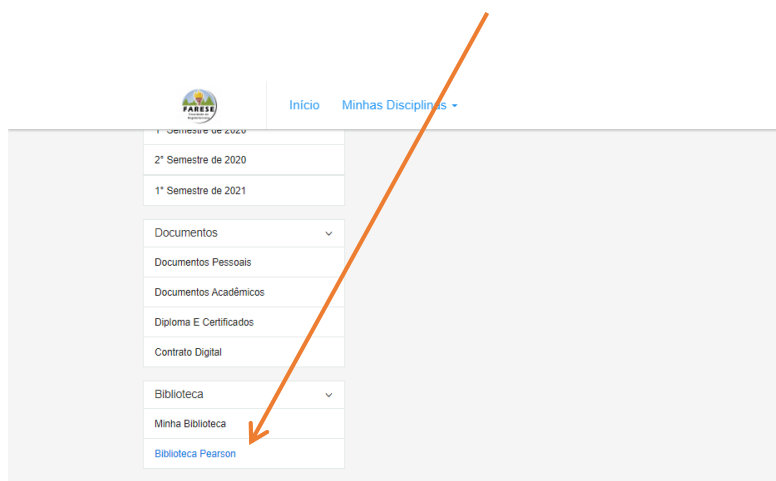 FARESE
Início Minhas Disciplinas
1° Semestre de 2020
2° Semestre de 2020
1° Semestre de 2021
Documentos
Documentos Pessoais
Documentos Acadêmicos
Diploma E Certificados
Contrato Digital
Biblioteca
Minha Biblioteca
Biblioteca Pearson